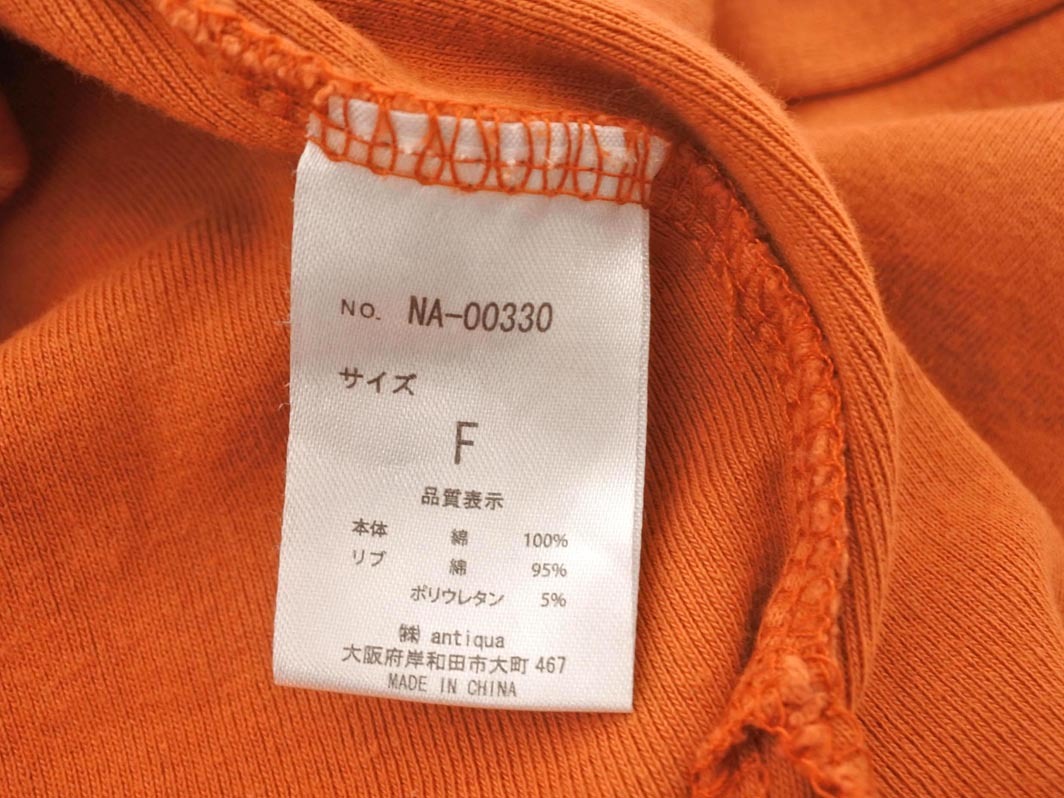 NO. NA-00330
サイズ
F
品質表示
本体 綿 100%
リブ 綿 95%
ポリウレタン 5%
㈱ antiqua
大阪府岸和田市大町 467
MADE IN CHINA